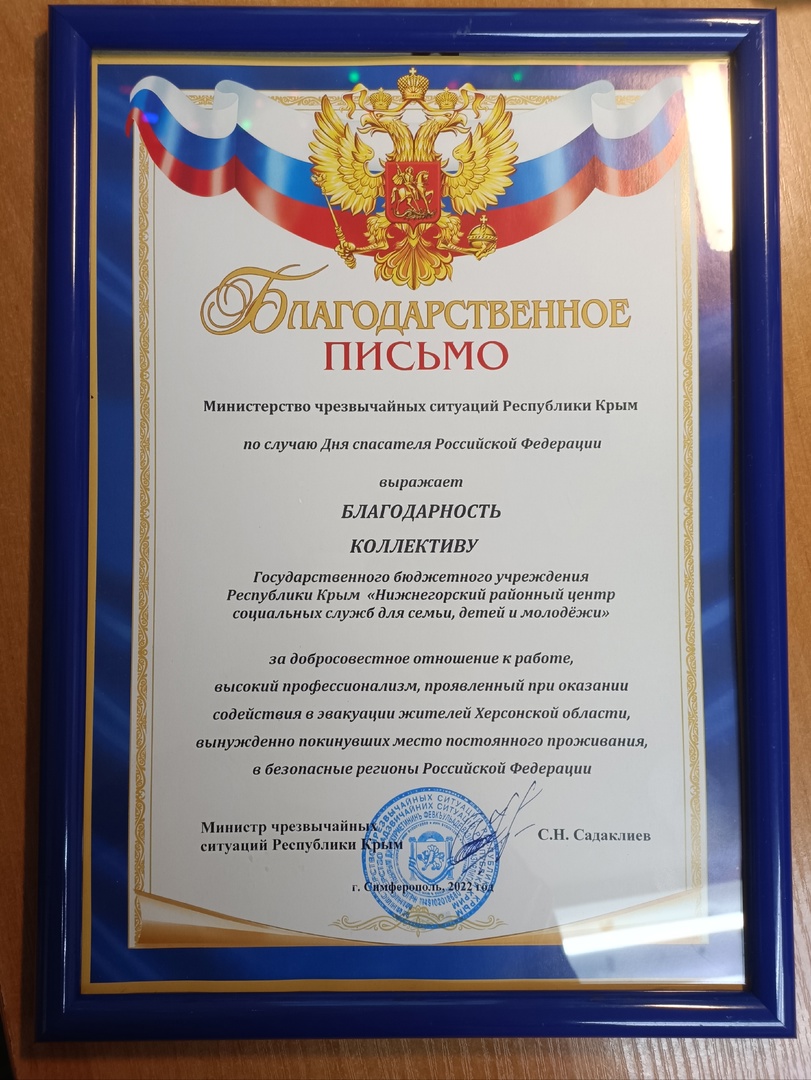 БЛАГОДАРСТВЕННОЕ
ПИСЬМО
Министерство чрезвычайных ситуаций Республики Крым
по случаю Дня спасателя Российской Федерации
выражает
БЛАГОДАРНОСТЬ
КОЛЛЕКТИВУ
Государственного бюджетного учреждения
Республики Крым «Нижнегорский районный центр
социальных служб для семьи, детей и молодёжи»
за добросовестное отношение к работе,
высокий профессионализм, проявленный при оказании
содействия в эвакуации жителей Херсонской области,
вынужденно покинувших место постоянного проживания,
в безопасные регионы Российской Федерации
Министр чрезвычайных
ситуаций Республики Крым
С.Н. Садаклиев
г. Симферополь, 2022 год